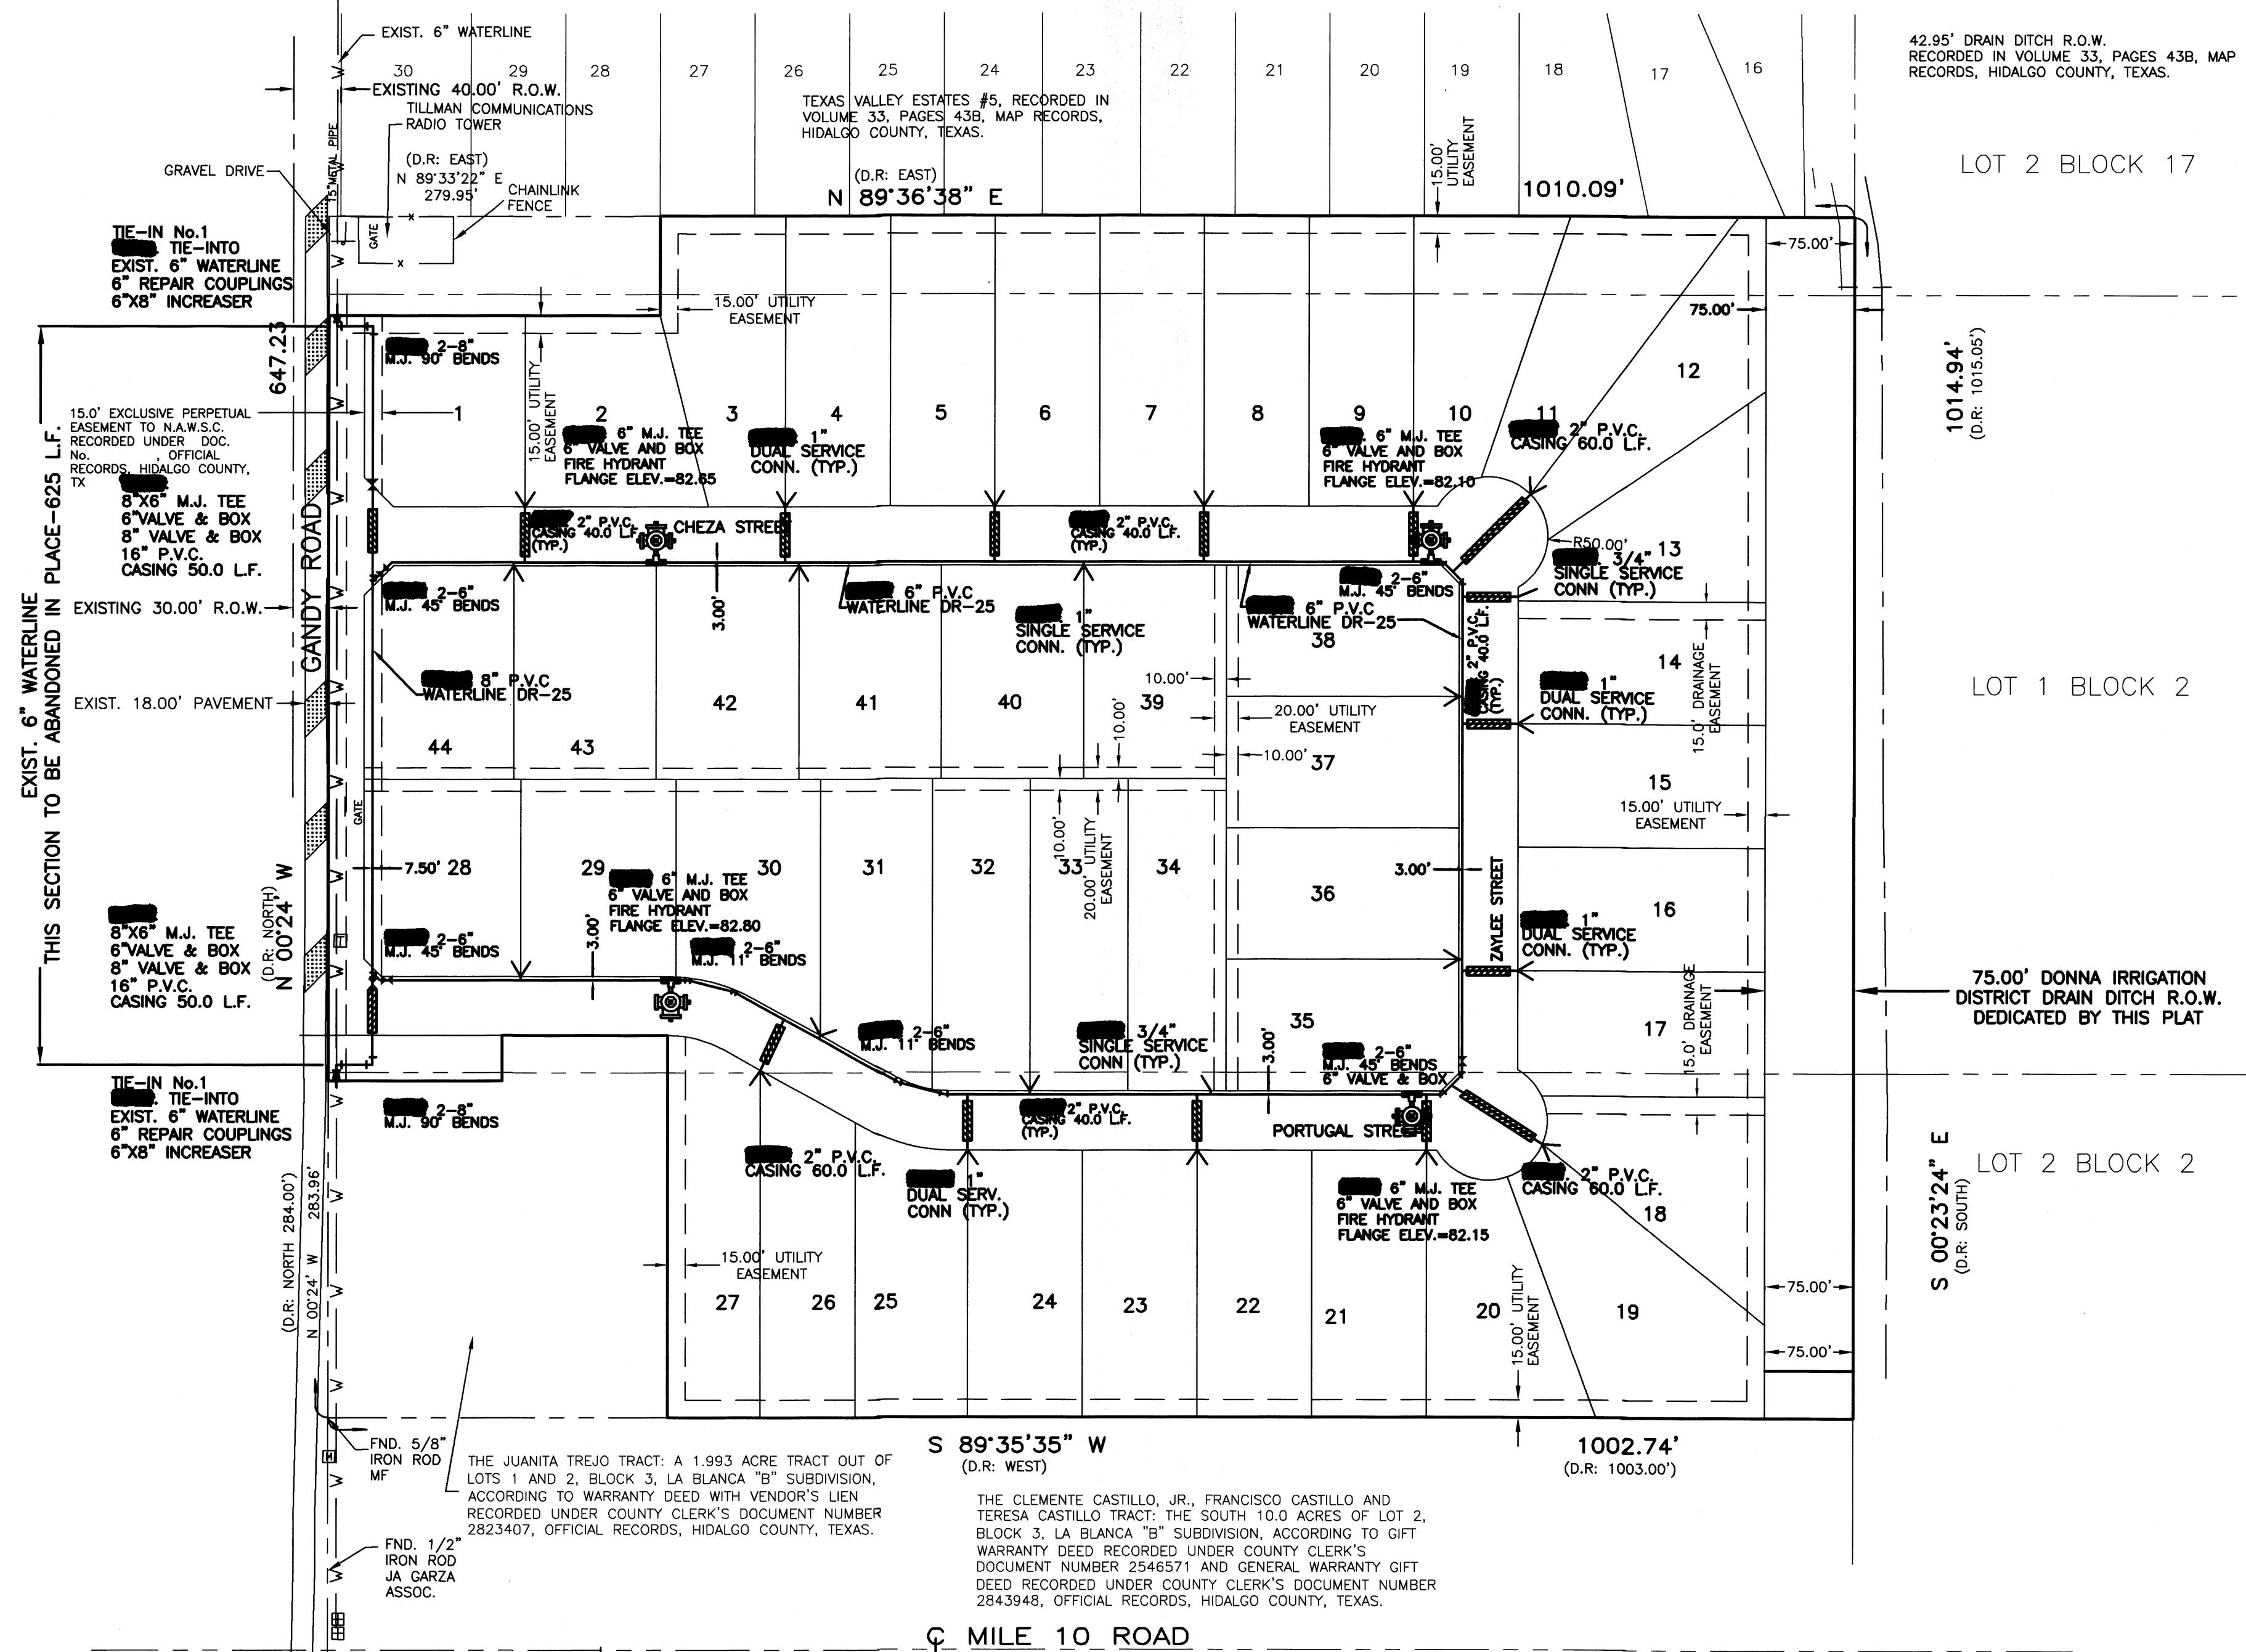 EXIST. 6" WATERLINE
EXISTING 40.00' R.O.W.
TILLMAN COMMUNICATIONS
RADIO TOWER
(D.R: EAST)
N 89°33'22" E
279.95'
CHAINLINK
FENCE
GRAVEL DRIVE
15"METAL PIPE
GATE
30
29
28
27
26
25
24
23
22
21
20
19
18
17
16
TEXAS VALLEY ESTATES #5, RECORDED IN
VOLUME 33, PAGES 43B, MAP RECORDS,
HIDALGO COUNTY, TEXAS.
(D.R: EAST)
N 89°36'38" E
1010.09'
15.00'
UTILITY
EASEMENT
42.95' DRAIN DITCH R.O.W.
RECORDED IN VOLUME 33, PAGES 43B, MAP
RECORDS, HIDALGO COUNTY, TEXAS.
LOT 2 BLOCK 17
TIE-IN No.1
TIE-INTO
EXIST. 6" WATERLINE
6" REPAIR COUPLINGS
6"X8" INCREASER
75.00'
75.00'
15.00' UTILITY
EASEMENT
647.23
2-8"
M.J. 90° BENDS
15.00' UTILITY
EASEMENT
1014.94'
(D.R: 1015.05')
15.0' EXCLUSIVE PERPETUAL
EASEMENT TO N.A.W.S.C.
RECORDED UNDER DOC.
No. , OFFICIAL
RECORDS, HIDALGO COUNTY,
TX
8"X6" M.J. TEE
6"VALVE & BOX
8" VALVE & BOX
16" P.V.C.
CASING 50.0 L.F.
1
2
3
4
5
6
7
8
9
10
11
12
13
6" M.J. TEE
6" VALVE AND BOX
FIRE HYDRANT
FLANGE ELEV.=82.65
1"
DUAL SERVICE
CONN. (TYP.)
6" M.J. TEE
6" VALVE AND BOX
FIRE HYDRANT
FLANGE ELEV.=82.10
2" P.V.C.
CASING 60.0 L.F.
2" P.V.C.
CASING 40.0 L.F.
(TYP.)
CHEZA STREET
2" P.V.C.
CASING 40.0 L.F.
(TYP.)
R50.00'
3/4"
SINGLE SERVICE
CONN (TYP.)
EXIST. 6" WATERLINE
THIS SECTION TO BE ABANDONED IN PLACE-625 L.F.
GANDY ROAD
EXISTING 30.00' R.O.W.
EXIST. 18.00' PAVEMENT
2-6"
M.J. 45° BENDS
3.00'
6" P.V.C
WATERLINE DR-25
1"
SINGLE SERVICE
CONN. (TYP.)
6" P.V.C
WATERLINE DR-25
2-6"
M.J. 45° BENDS
2" P.V.C.
CASING 40.0 L.F.
(TYP.)
8" P.V.C
WATERLINE DR-25
38
10.00'
20.00' UTILITY
EASEMENT
10.00'
37
14
15.0' DRAINAGE
EASEMENT
1"
DUAL SERVICE
CONN. (TYP.)
LOT 1 BLOCK 2
44
43
42
41
40
39
10.00'
10.00'
20.00' UTILITY
EASEMENT
15
15.00' UTILITY
EASEMENT
GATE
7.50'
28
29
30
31
32
33
34
36
3.00'
ZAYLEE STREET
16
1"
DUAL SERVICE
CONN. (TYP.)
6" M.J. TEE
6" VALVE AND BOX
FIRE HYDRANT
FLANGE ELEV.=82.80
8"X6" M.J. TEE
6"VALVE & BOX
8" VALVE & BOX
16" P.V.C.
CASING 50.0 L.F.
(D.R: NORTH)
N 00°24' W
2-6"
M.J. 45° BENDS
3.00'
2-6"
M.J. 11° BENDS
75.00' DONNA IRRIGATION
DISTRICT DRAIN DITCH R.O.W.
DEDICATED BY THIS PLAT
2-6"
M.J. 11° BENDS
3/4"
SINGLE SERVICE
CONN (TYP.)
3.00'
35
2-6"
M.J. 45° BENDS
6" VALVE & BOX
17
15.0' DRAINAGE
EASEMENT
TIE-IN No.1
TIE-INTO
EXIST. 6" WATERLINE
6" REPAIR COUPLINGS
6"X8" INCREASER
2-8"
M.J. 90° BENDS
2" P.V.C.
CASING 40.0 L.F.
(TYP.)
PORTUGAL STREET
2" P.V.C.
CASING 60.0 L.F.
1"
DUAL SERV.
CONN (TYP.)
6" M.J. TEE
6" VALVE AND BOX
FIRE HYDRANT
FLANGE ELEV.=82.15
2" P.V.C.
CASING 60.0 L.F.
LOT 2 BLOCK 2
S 00°23'24" E
(D.R: SOUTH)
(D.R: NORTH 284.00')
N 00°24' W 283.96'
15.00' UTILITY
EASEMENT
27
26
25
24
23
22
21
20
19
18
15.00' UTILITY
EASEMENT
75.00'
75.00'
FND. 5/8"
IRON ROD
MF
M
T
THE JUANITA TREJO TRACT: A 1.993 ACRE TRACT OUT OF
LOTS 1 AND 2, BLOCK 3, LA BLANCA "B" SUBDIVISION,
ACCORDING TO WARRANTY DEED WITH VENDOR'S LIEN
RECORDED UNDER COUNTY CLERK'S DOCUMENT NUMBER
2823407, OFFICIAL RECORDS, HIDALGO COUNTY, TEXAS.
S 89°35'35" W
(D.R: WEST)
1002.74'
(D.R: 1003.00')
THE CLEMENTE CASTILLO, JR., FRANCISCO CASTILLO AND
TERESA CASTILLO TRACT: THE SOUTH 10.0 ACRES OF LOT 2,
BLOCK 3, LA BLANCA "B" SUBDIVISION, ACCORDING TO GIFT
WARRANTY DEED RECORDED UNDER COUNTY CLERK'S
DOCUMENT NUMBER 2546571 AND GENERAL WARRANTY GIFT
DEED RECORDED UNDER COUNTY CLERK'S DOCUMENT NUMBER
2843948, OFFICIAL RECORDS, HIDALGO COUNTY, TEXAS.
FND. 1/2"
IRON ROD
JA GARZA
ASSOC.
℄ MILE 10 ROAD